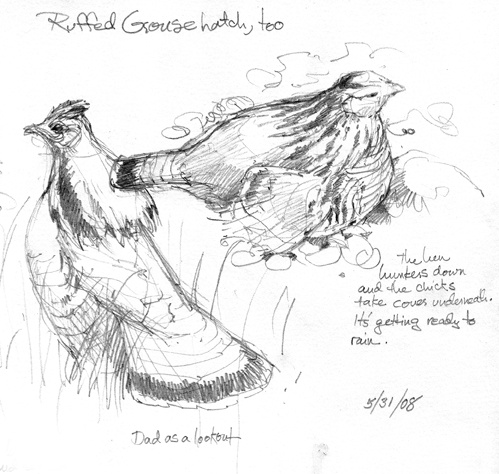 Ruffed Grouse hatch, too
The hen
hunkers down
and the chicks
take cover underneath.
It's getting ready to
rain.
5/31/08
Dad as a lookout